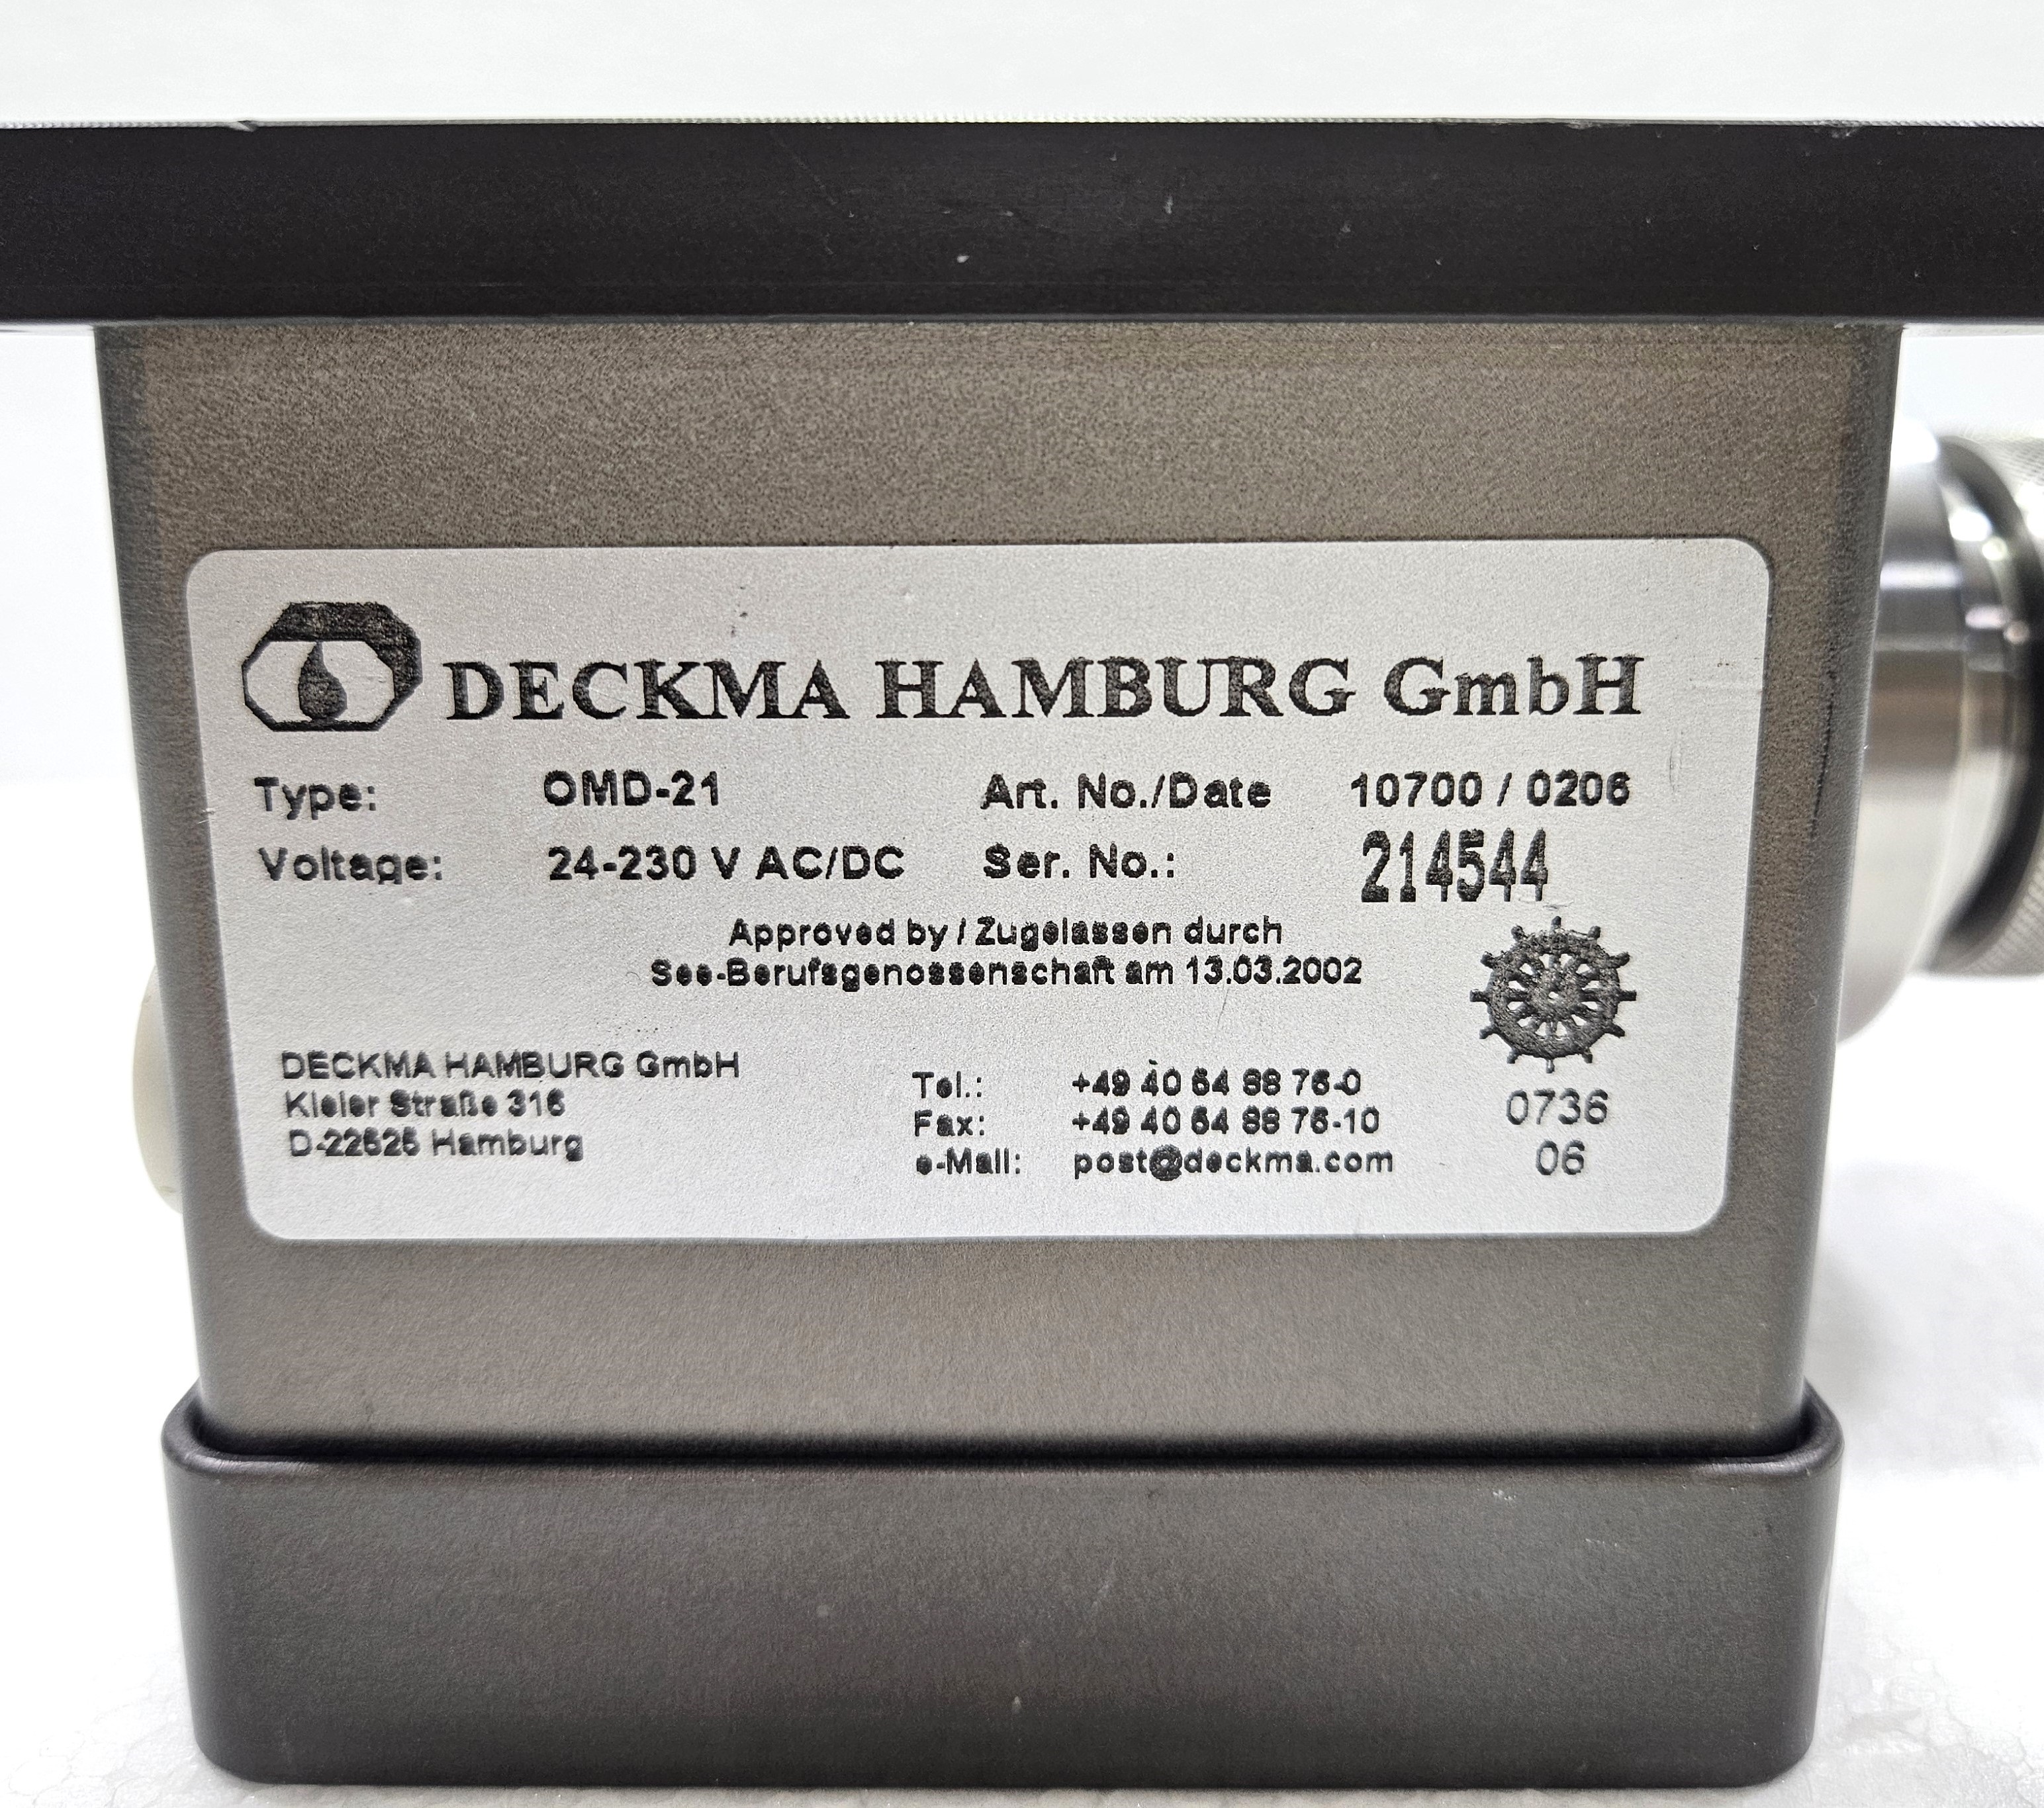 DECKMA HAMBURG GmbH
Type: OMD-21 Art. No./Date 10700 / 0206
Voltage: 24-230 V AC/DC Ser. No.: 214544
Approved by / Zugelassen durch
See-Berufsgenossenschaft am 13.03.2002
DECKMA HAMBURG GmbH
Kieler Straße 316
D-22525 Hamburg
Tel.: +49 40 54 88 76-0
Fax: +49 40 54 88 76-10
e-Mail: post@deckma.com
0736
06